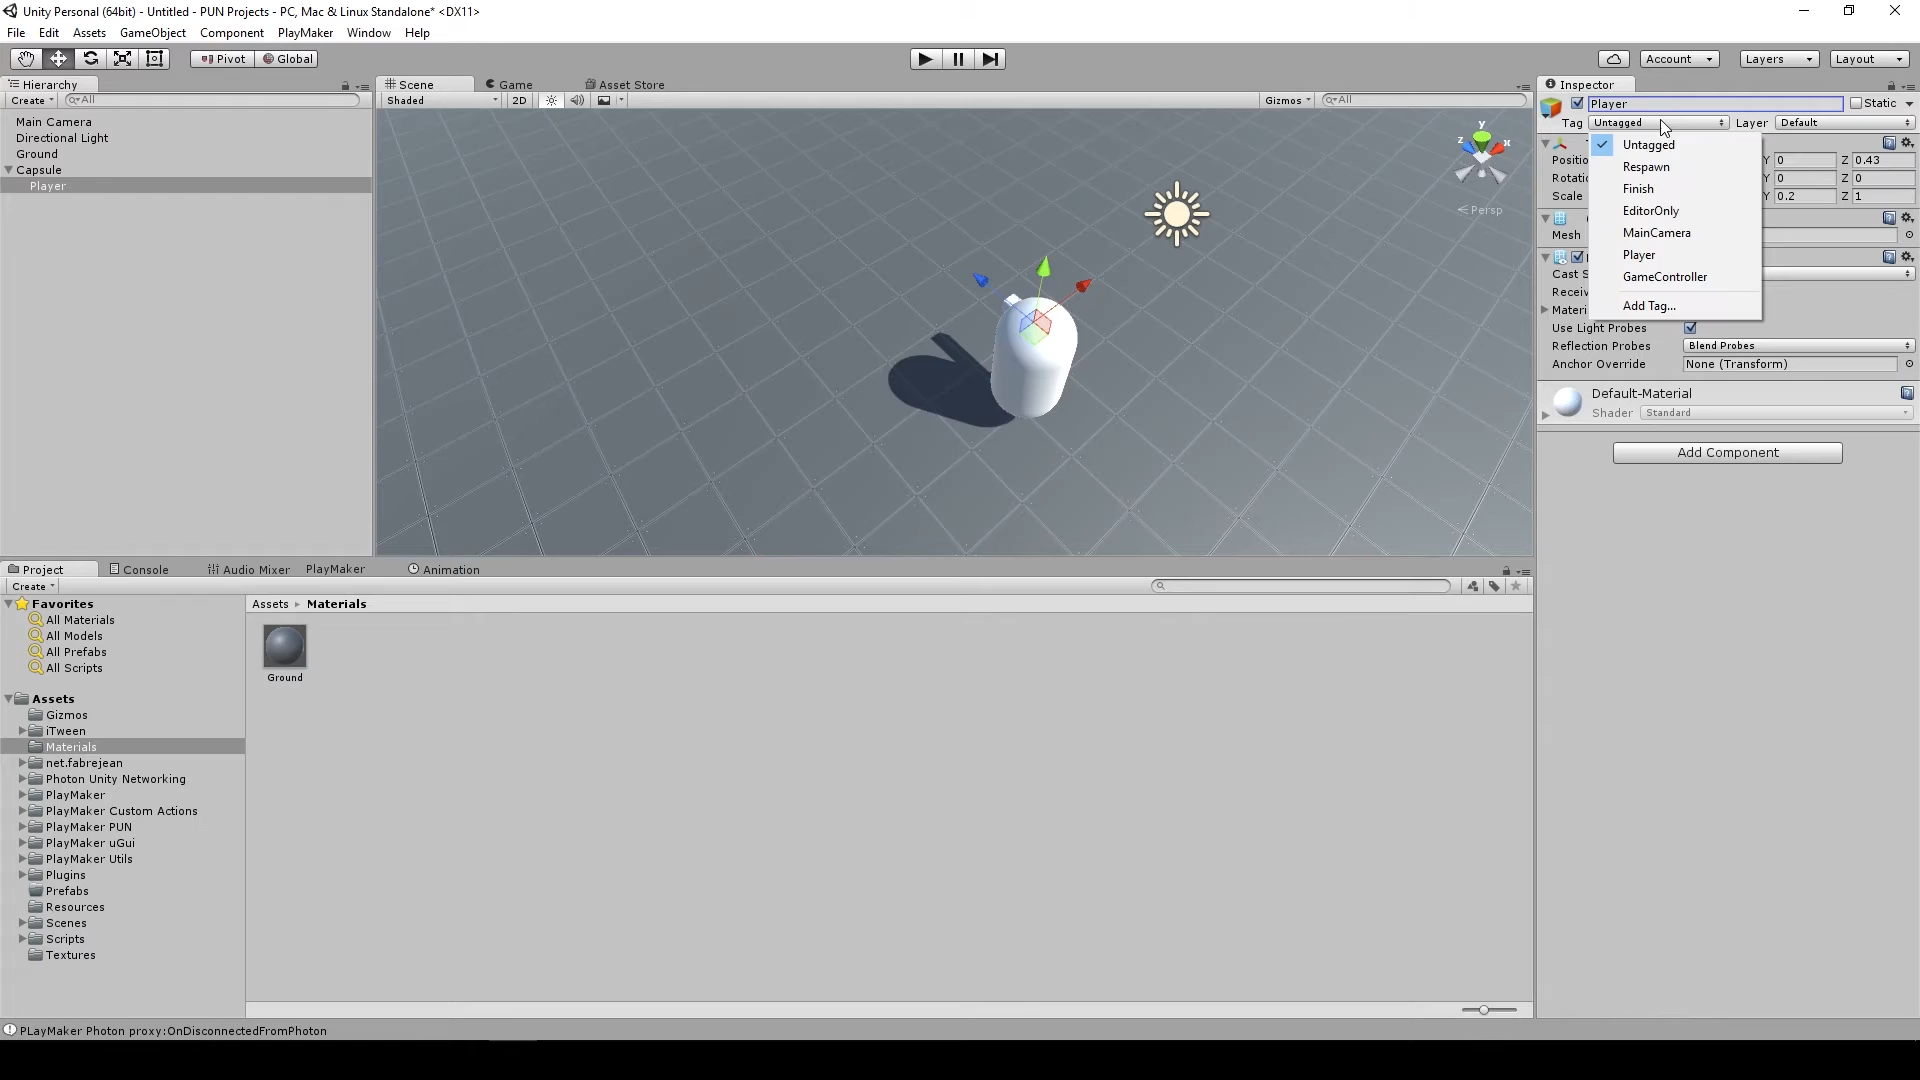 Unity Personal (64bit) - Untitled - PUN Projects - PC, Mac & Linux Standalone* <DX11>
File Edit Assets GameObject Component PlayMaker Window Help
Pivot Global Account Layers Layout
Hierarchy
Create All
Main Camera
Directional Light
Ground
Capsule
Player
Scene Game Asset Store
Shaded 2D Gizmos All
y
z x
Persp
Inspector
Player Static
Tag Untagged Layer Default
Untagged
Respawn
Finish
EditorOnly
MainCamera
Player
GameController
Add Tag...
Positio Y 0 Z 0.43
Rotatio Y 0 Z 0
Scale Y 0.2 Z 1
Mesh
Cast S
Receiv
Materi
Use Light Probes
Reflection Probes Blend Probes
Anchor Override None (Transform)
Default-Material
Shader Standard
Add Component
Project Console Audio Mixer PlayMaker Animation
Create
Favorites
All Materials
All Models
All Prefabs
All Scripts
Assets
Gizmos
iTween
Materials
net.fabrejean
Photon Unity Networking
PlayMaker
PlayMaker Custom Actions
PlayMaker PUN
PlayMaker uGui
PlayMaker Utils
Plugins
Prefabs
Resources
Scenes
Scripts
Textures
Assets Materials
Ground
PLayMaker Photon proxy:OnDisconnectedFromPhoton